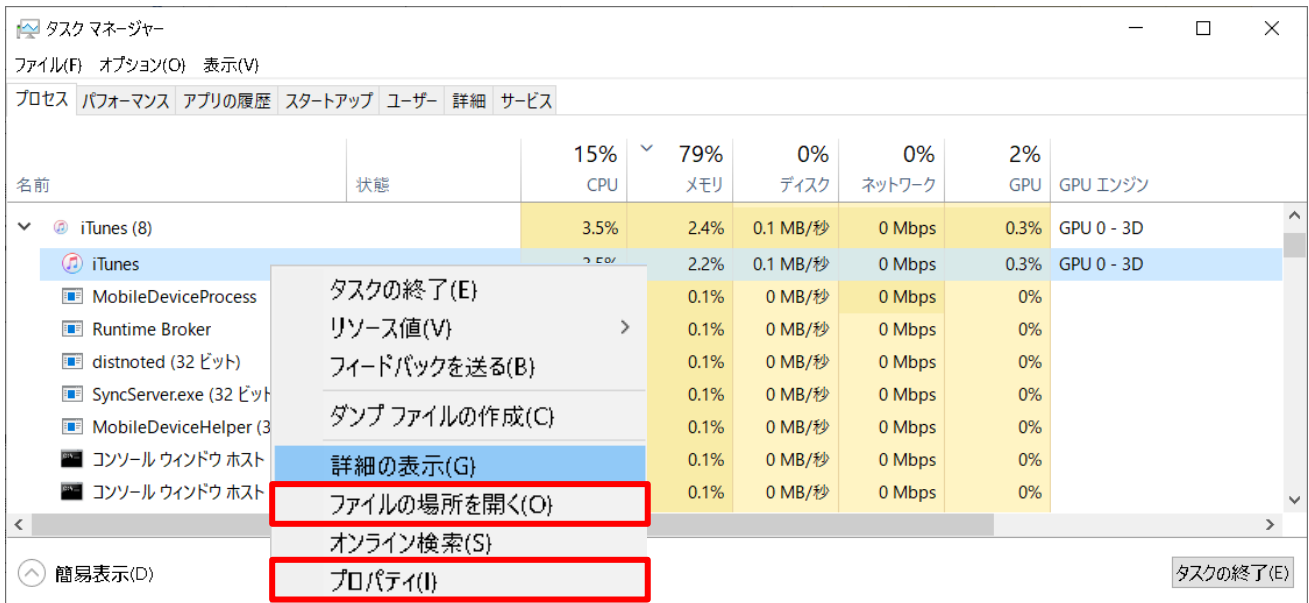 タスク マネージャー
ファイル(F) オプション(O) 表示(V)
プロセス パフォーマンス アプリの履歴 スタートアップ ユーザー 詳細 サービス
15% 79% 0% 0% 2%
名前 状態 CPU メモリ ディスク ネットワーク GPU GPU エンジン
iTunes (8) 3.5% 2.4% 0.1 MB/秒 0 Mbps 0.3% GPU 0 - 3D
iTunes 2.2% 0.1 MB/秒 0 Mbps 0.3% GPU 0 - 3D
MobileDeviceProcess 0.1% 0 MB/秒 0 Mbps 0%
Runtime Broker 0.1% 0 MB/秒 0 Mbps 0%
distnoted (32 ビット) 0.1% 0 MB/秒 0 Mbps 0%
SyncServer.exe (32 ビット 0.1% 0 MB/秒 0 Mbps 0%
MobileDeviceHelper (3 0.1% 0 MB/秒 0 Mbps 0%
コンソール ウィンドウ ホスト 0.1% 0 MB/秒 0 Mbps 0%
コンソール ウィンドウ ホスト 0.1% 0 MB/秒 0 Mbps 0%
タスクの終了(E)
リソース値(V)
フィードバックを送る(B)
ダンプ ファイルの作成(C)
詳細の表示(G)
ファイルの場所を開く(O)
オンライン検索(S)
プロパティ(I)
簡易表示(D) タスクの終了(E)